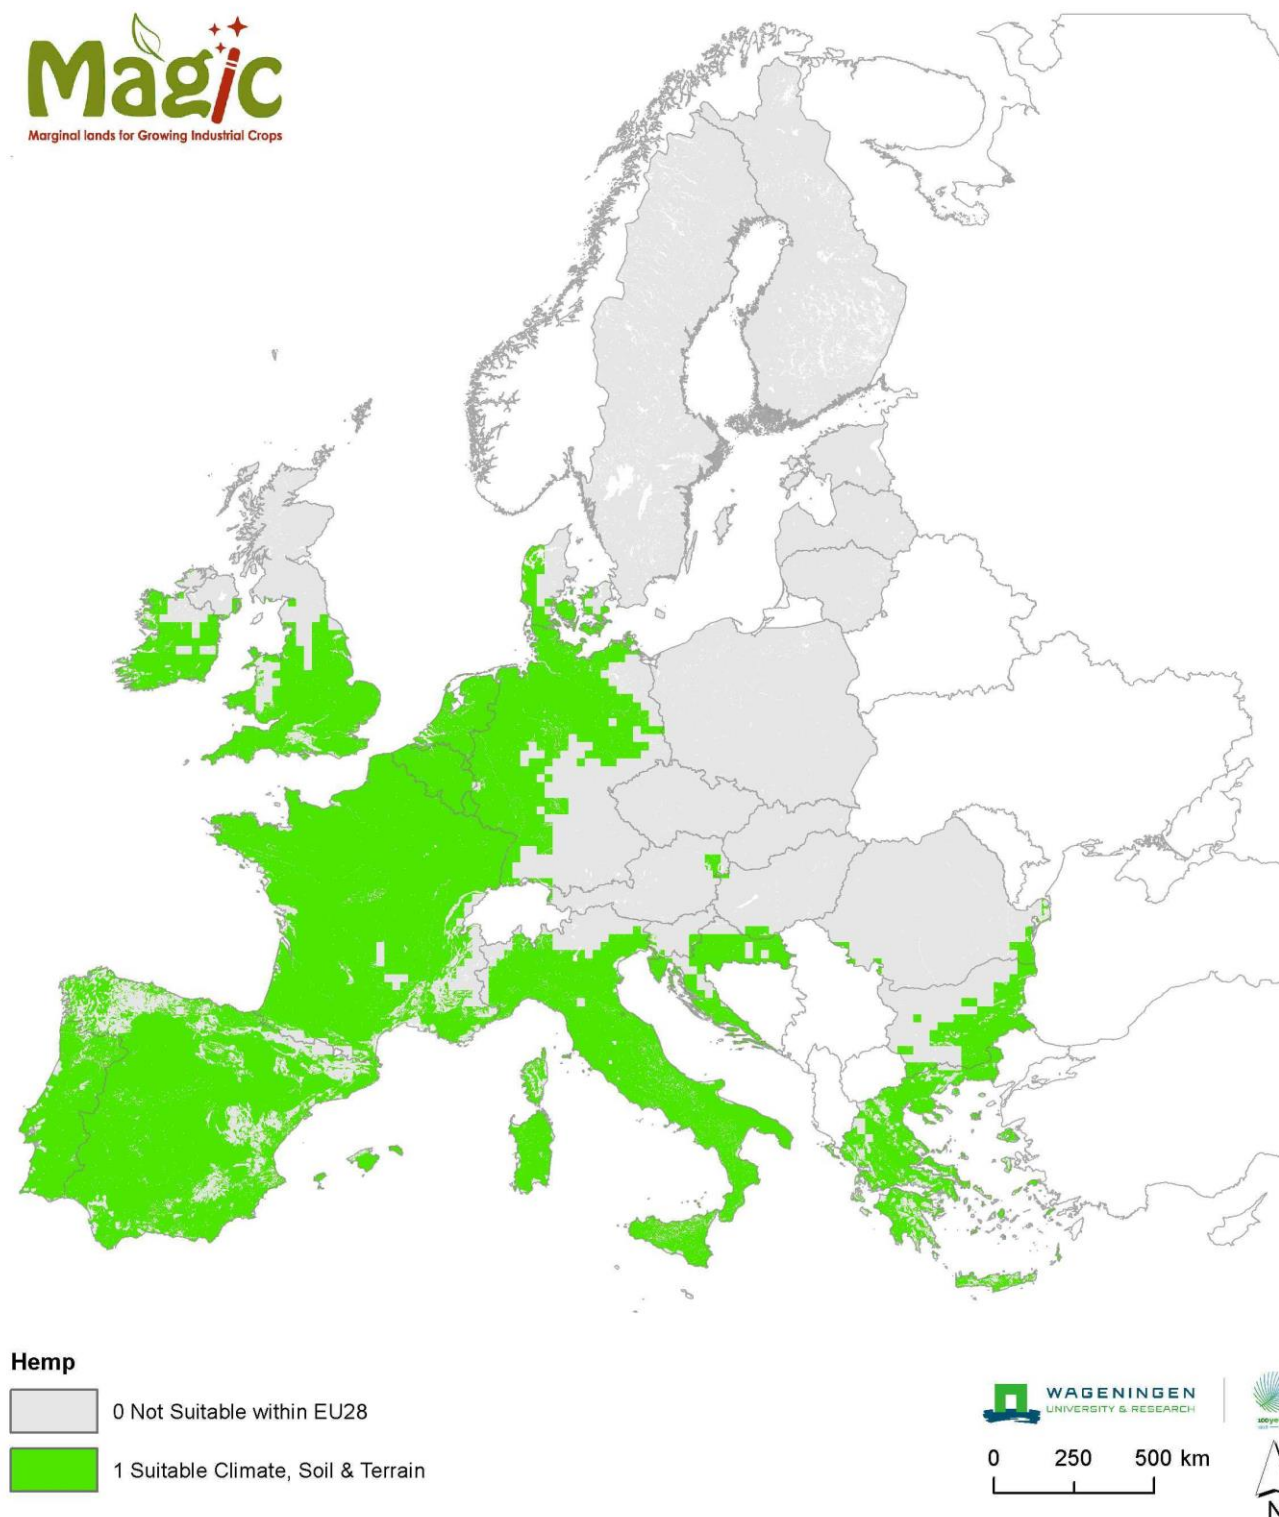 Magic
Marginal lands for Growing Industrial Crops
Hemp
0 Not Suitable within EU28
1 Suitable Climate, Soil & Terrain
WAGENINGEN
UNIVERSITY & RESEARCH
0 250 500 km
N